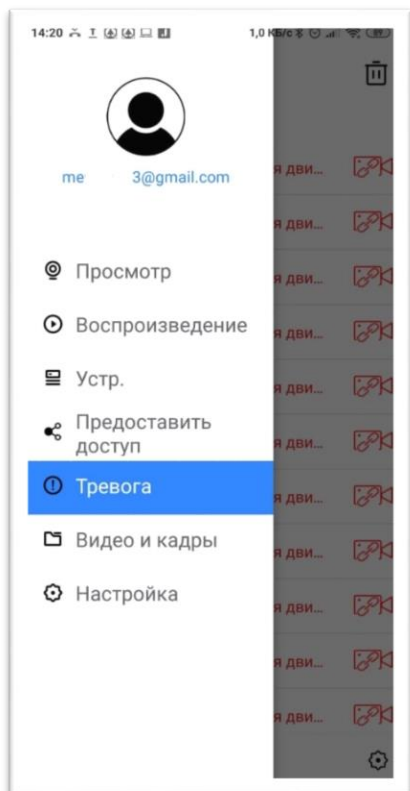 14:20
1,0 КБ/с
me 3@gmail.com
Просмотр
Воспроизведение
Устр.
Предоставить
доступ
Тревога
Видео и кадры
Настройка
я дви...
я дви...
я дви...
я дви...
я дви...
я дви...
я дви...
я дви...
я дви...
я дви...
я дви...